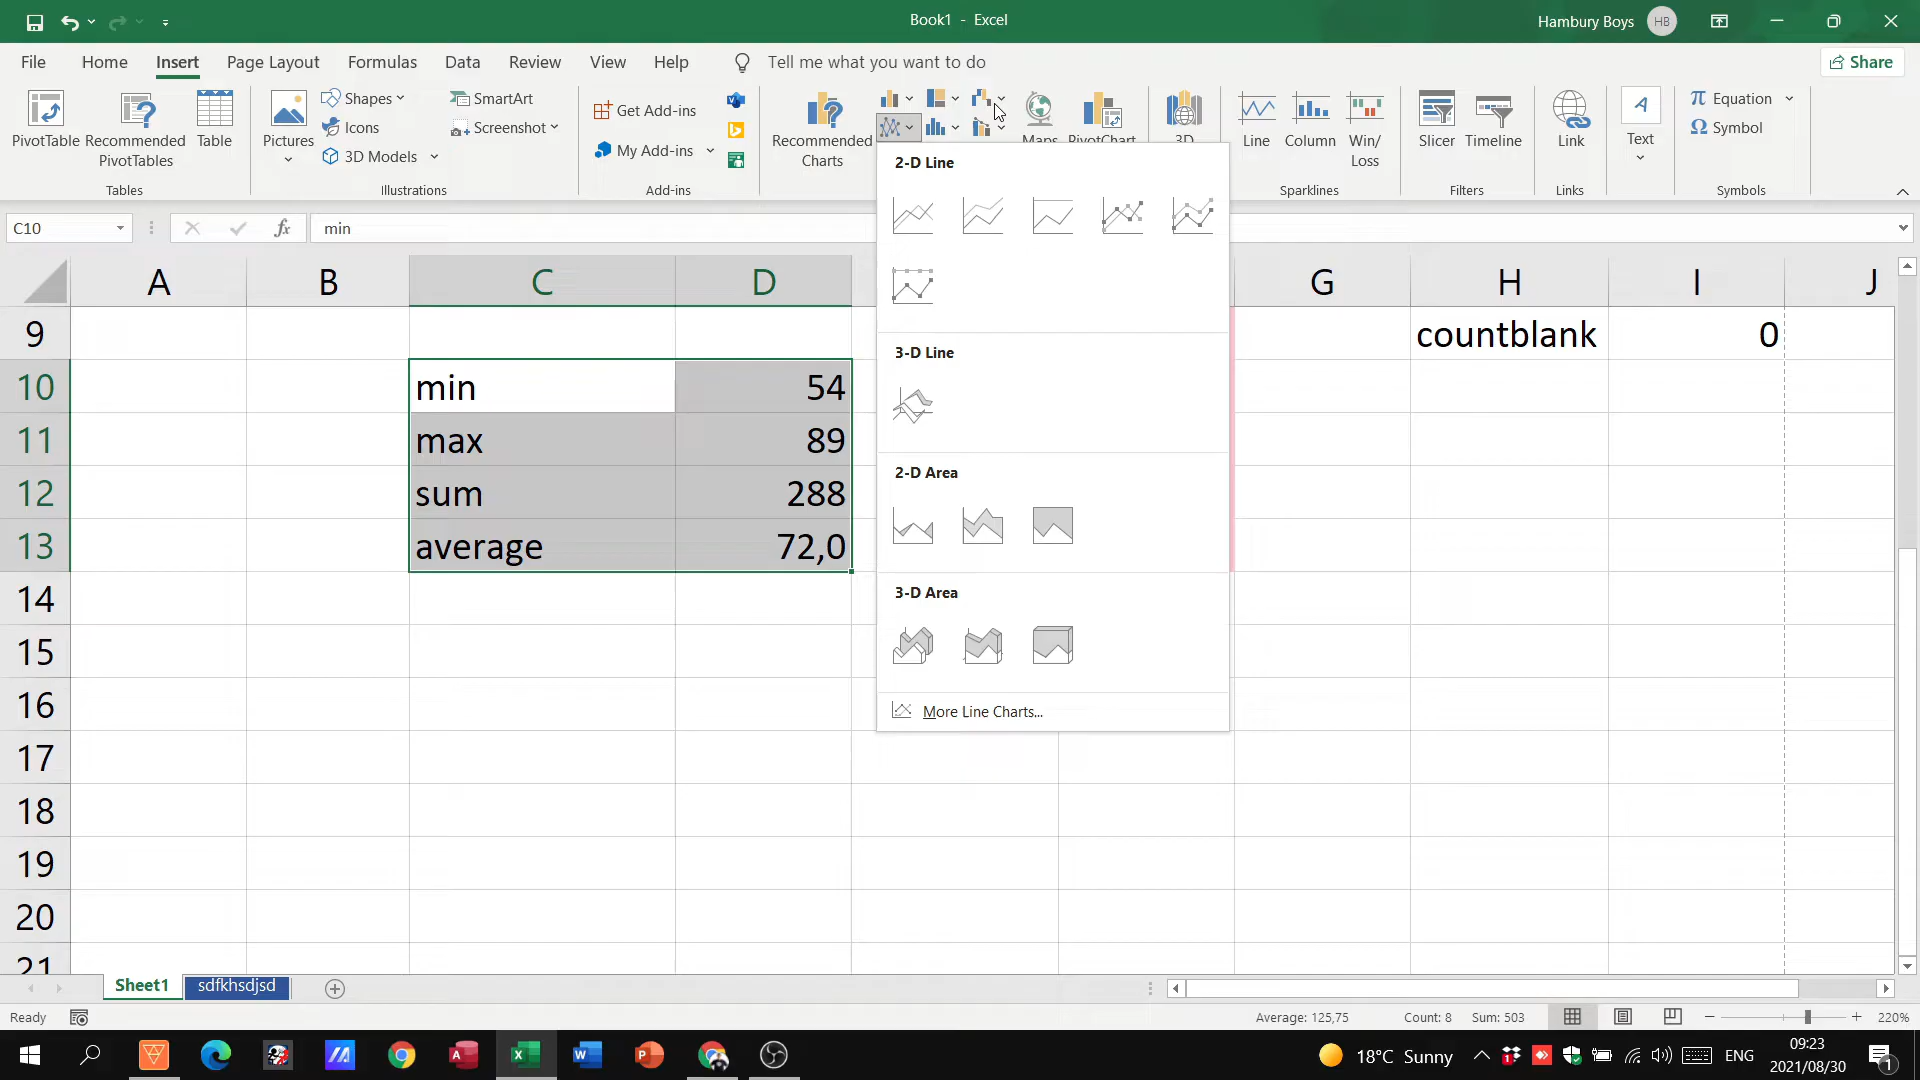 Book1 - Excel
Hambury Boys HB
File Home Insert Page Layout Formulas Data Review View Help Tell me what you want to do Share
PivotTable
Recommended
PivotTables
Table
Tables
Pictures
Shapes
Icons
3D Models
SmartArt
Screenshot
Illustrations
Get Add-ins
My Add-ins
Add-ins
Recommended
Charts
Maps
PivotChart
3D
Line
Column
Win/
Loss
Sparklines
Slicer
Timeline
Filters
Link
Links
Text
Equation
Symbol
Symbols
C10 fx min
2-D Line
3-D Line
2-D Area
3-D Area
More Line Charts...
A B C D G H I J
9 countblank 0
10 min 54
11 max 89
12 sum 288
13 average 72,0
14
15
16
17
18
19
20
21
Sheet1 sdfkhsdjsd
Ready Average: 125,75 Count: 8 Sum: 503 220%
18°C Sunny ENG 09:23
2021/08/30 1